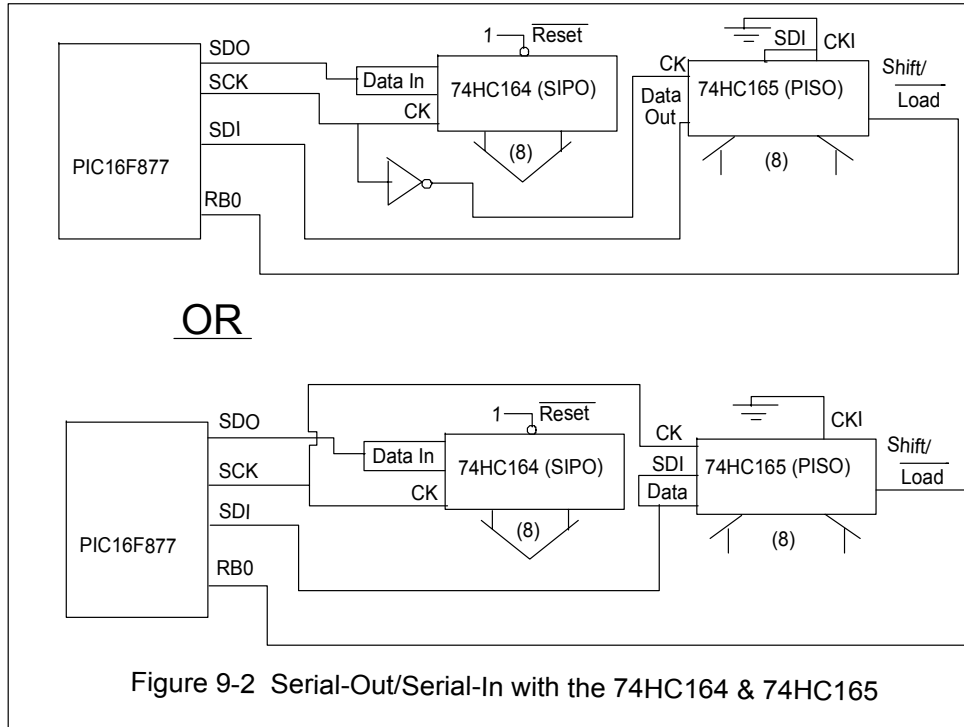 SDO
SCK
SDI
RB0
PIC16F877
Data In
CK
1
Reset
74HC164 (SIPO)
(8)
SDI
CKI
CK
Data
Out
74HC165 (PISO)
(8)
Shift/
Load
OR
SDO
SCK
SDI
RB0
PIC16F877
Data In
CK
1
Reset
74HC164 (SIPO)
(8)
CKI
CK
SDI
Data
74HC165 (PISO)
(8)
Shift/
Load
Figure 9-2 Serial-Out/Serial-In with the 74HC164 & 74HC165